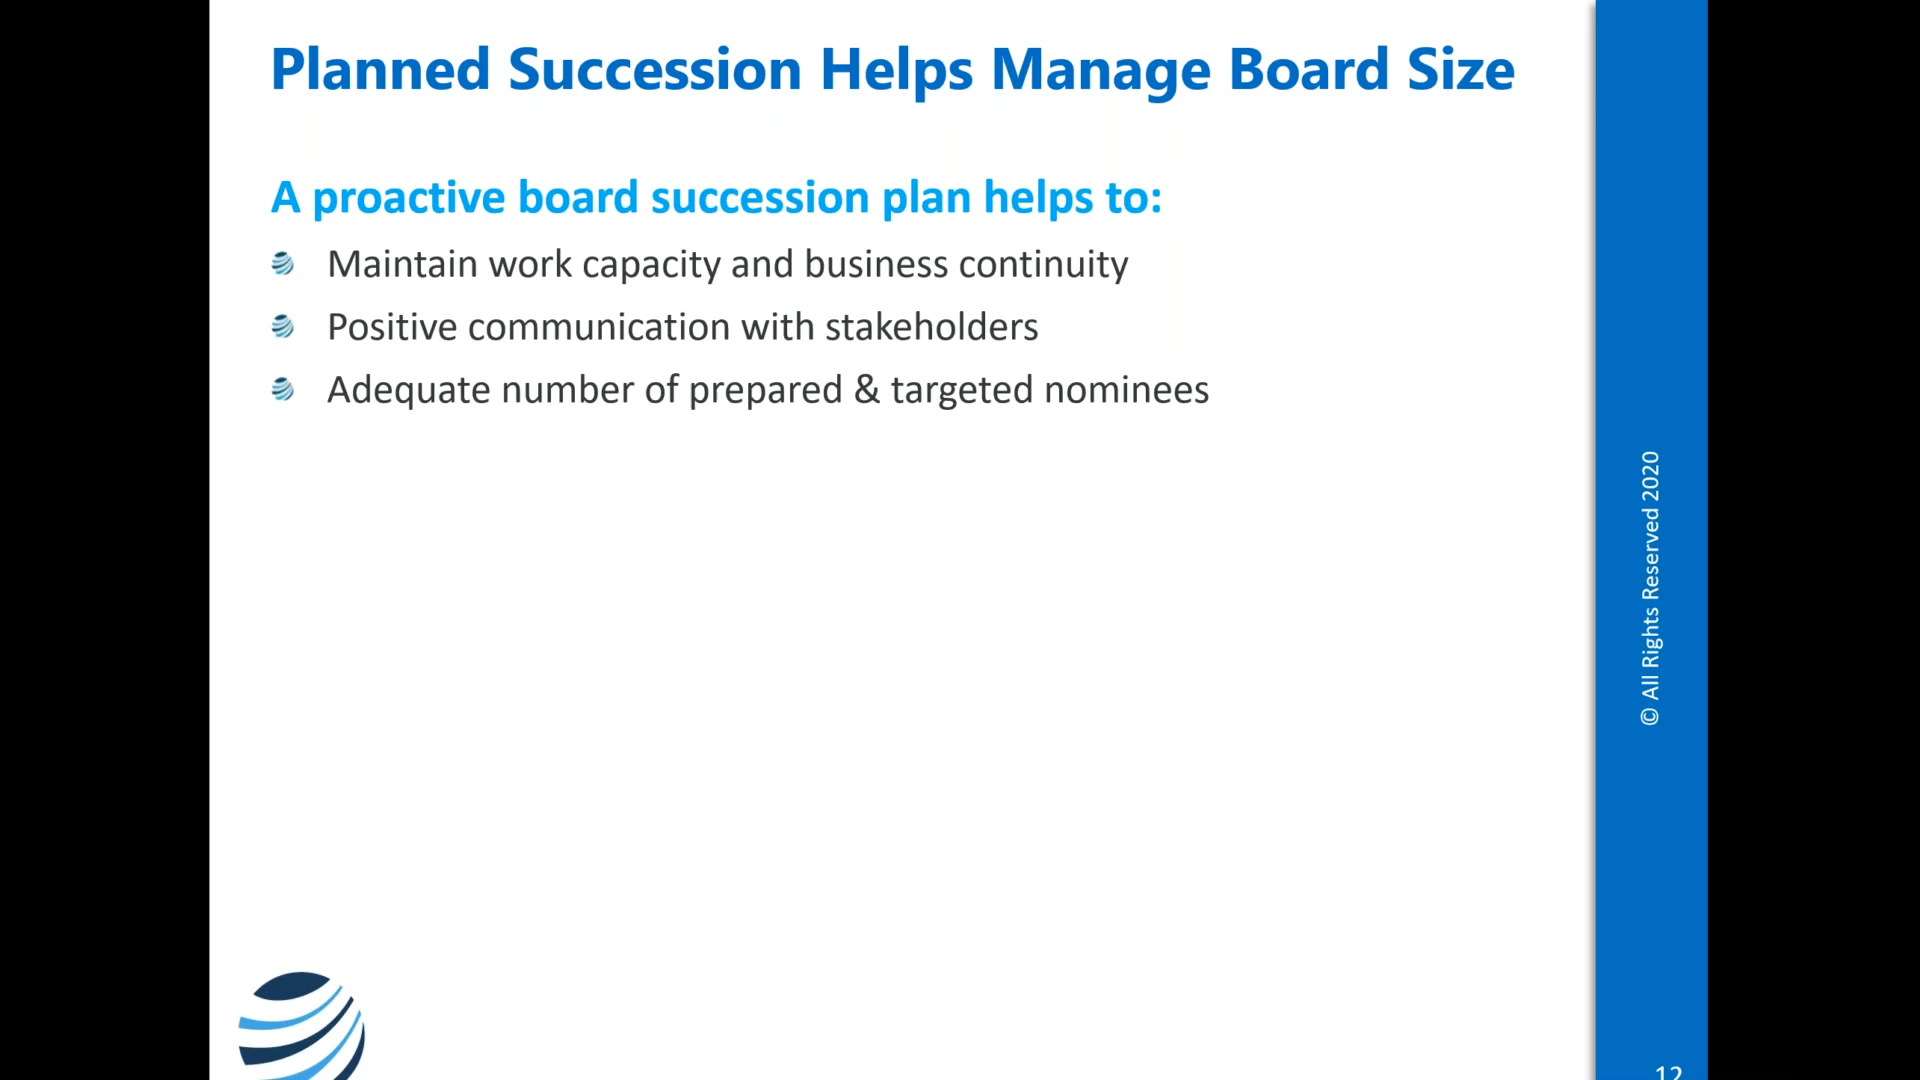 Planned Succession Helps Manage Board Size
A proactive board succession plan helps to:
Maintain work capacity and business continuity
Positive communication with stakeholders
Adequate number of prepared & targeted nominees
© All Rights Reserved 2020
12